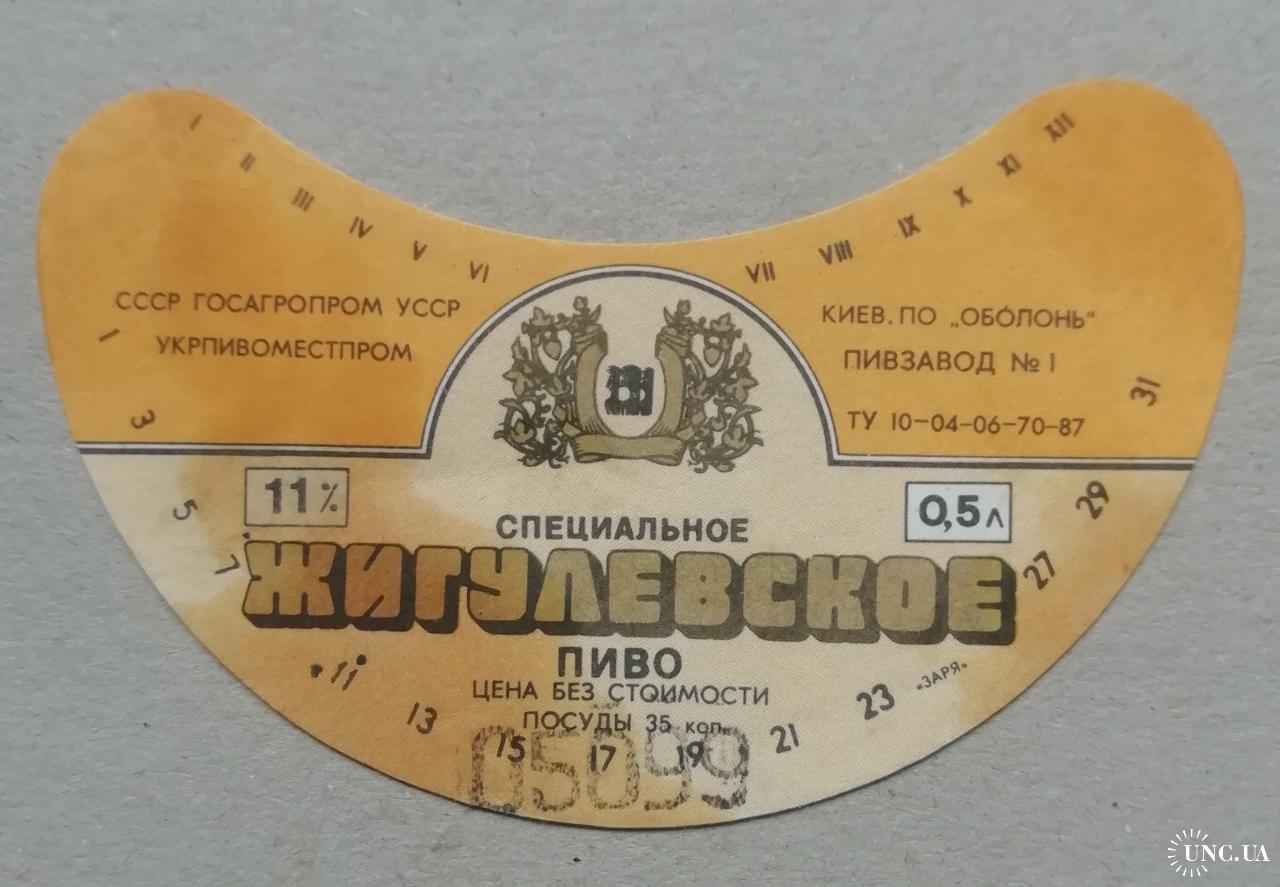 I II III IV V VI VII VIII IX X XI XII
СССР ГОСАГРОПРОМ УССР
УКРПИВОМЕСТПРОМ
КИЕВ. ПО „ОБОЛОНЬ"
ПИВЗАВОД № 1
ТУ 10-04-06-70-87
11%
0,5 л
СПЕЦИАЛЬНОЕ
ЖИГУЛЕВСКОЕ
ПИВО
ЦЕНА БЕЗ СТОИМОСТИ
ПОСУДЫ 35 коп.
1 3 5 7 11 13 15 17 19 21 23 27 29 31
«ЗАРЯ»
05099
UNC.UA